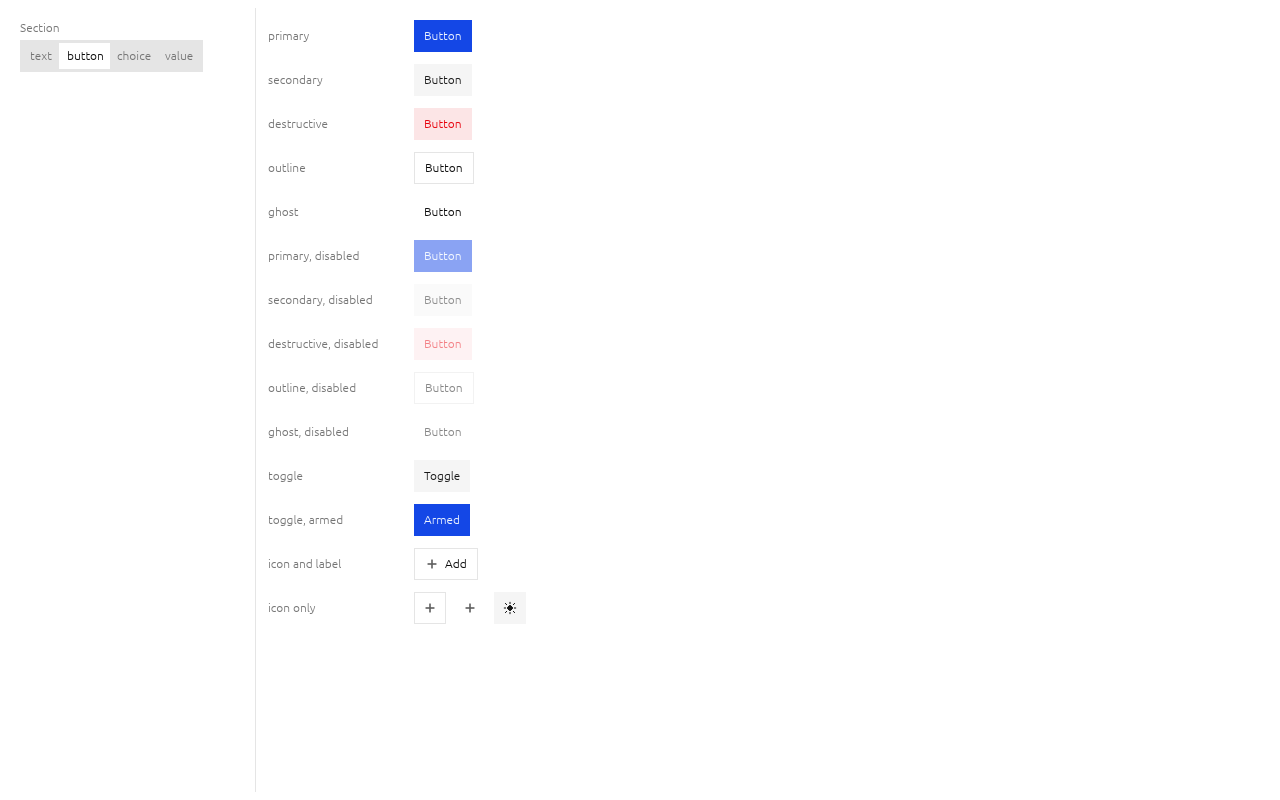 Section
text button choice value
primary Button
secondary Button
destructive Button
outline Button
ghost Button
primary, disabled Button
secondary, disabled Button
destructive, disabled Button
outline, disabled Button
ghost, disabled Button
toggle Toggle
toggle, armed Armed
icon and label Add
icon only